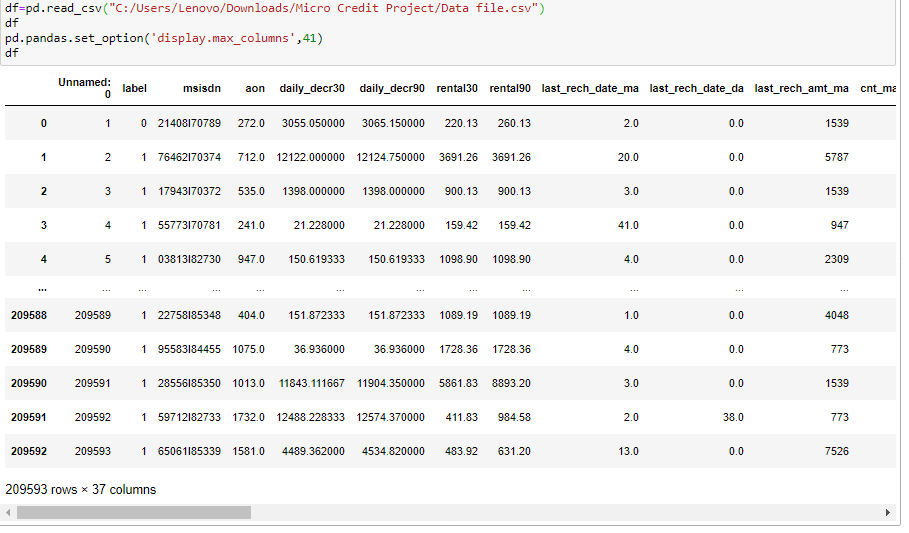 df=pd.read_csv("C:/Users/Lenovo/Downloads/Micro Credit Project/Data file.csv")
df
pd.pandas.set_option('display.max_columns',41)
df
Unnamed: 0 label msisdn aon daily_decr30 daily_decr90 rental30 rental90 last_rech_date_ma last_rech_date_da last_rech_amt_ma cnt_ma
0 1 0 21408I70789 272.0 3055.050000 3065.150000 220.13 260.13 2.0 0.0 1539
1 2 1 76462I70374 712.0 12122.000000 12124.750000 3691.26 3691.26 20.0 0.0 5787
2 3 1 17943I70372 535.0 1398.000000 1398.000000 900.13 900.13 3.0 0.0 1539
3 4 1 55773I70781 241.0 21.228000 21.228000 159.42 159.42 41.0 0.0 947
4 5 1 03813I82730 947.0 150.619333 150.619333 1098.90 1098.90 4.0 0.0 2309
... ... ... ... ... ... ... ... ... ... ... ...
209588 209589 1 22758I85348 404.0 151.872333 151.872333 1089.19 1089.19 1.0 0.0 4048
209589 209590 1 95583I84455 1075.0 36.936000 36.936000 1728.36 1728.36 4.0 0.0 773
209590 209591 1 28556I85350 1013.0 11843.111667 11904.350000 5861.83 8893.20 3.0 0.0 1539
209591 209592 1 59712I82733 1732.0 12488.228333 12574.370000 411.83 984.58 2.0 38.0 773
209592 209593 1 65061I85339 1581.0 4489.362000 4534.820000 483.92 631.20 13.0 0.0 7526
209593 rows × 37 columns